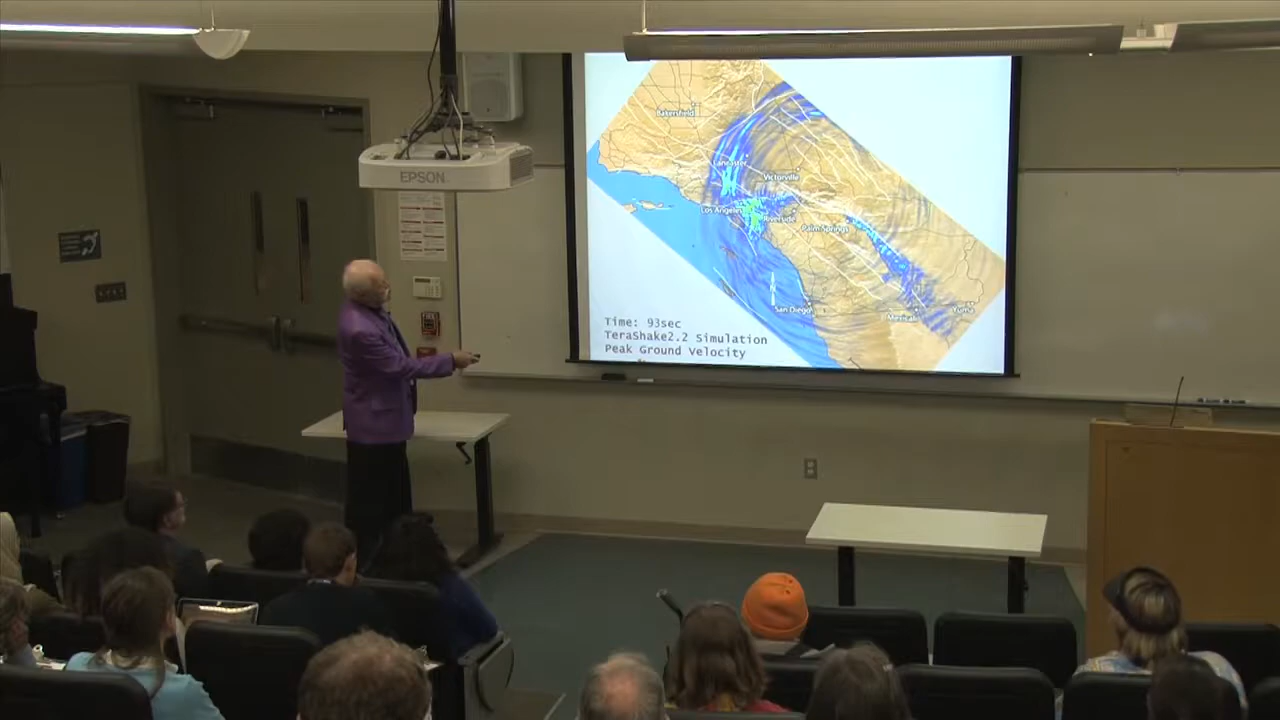 EPSON
Bakersfield
Lancaster
Victorville
Los Angeles
Riverside
Palm Springs
San Diego
Mexicali
Yuma
Time: 93sec
TeraShake2.2 Simulation
Peak Ground Velocity
FIRE